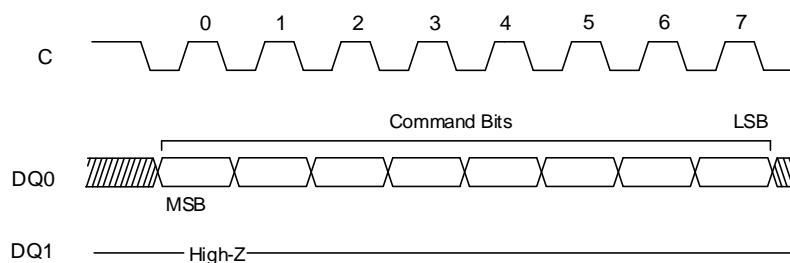 0 1 2 3 4 5 6 7
C
Command Bits LSB
DQ0
MSB
DQ1 High-Z